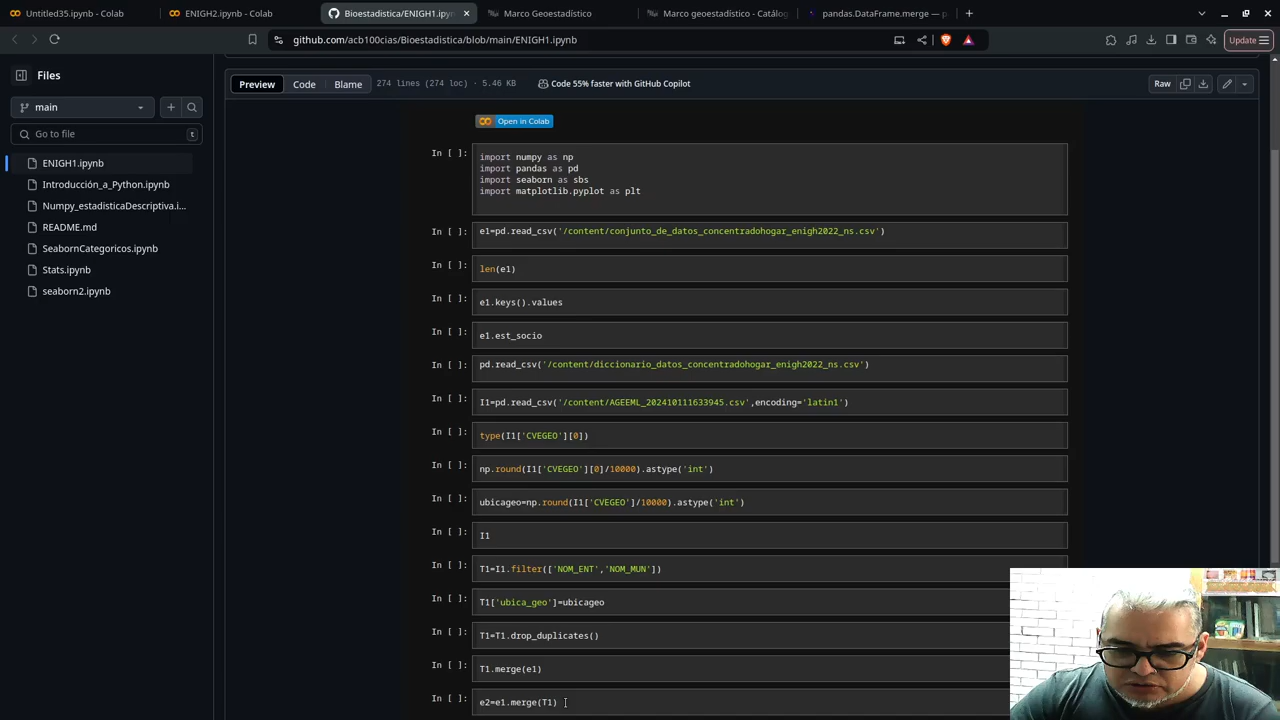 Untitled35.ipynb - Colab
ENIGH2.ipynb - Colab
Bioestadistica/ENIGH1.ipyn
Marco Geoestadístico
Marco geoestadístico - Catálog
pandas.DataFrame.merge — p
github.com/acb100cias/Bioestadistica/blob/main/ENIGH1.ipynb
Update
Files
main
Go to file
t
ENIGH1.ipynb
Introducción_a_Python.ipynb
Numpy_estadisticaDescriptiva.i...
README.md
SeabornCategoricos.ipynb
Stats.ipynb
seaborn2.ipynb
Preview
Code
Blame
274 lines (274 loc) · 5.46 KB
Code 55% faster with GitHub Copilot
Raw
Open in Colab
In [ ]:
import numpy as np
import pandas as pd
import seaborn as sbs
import matplotlib.pyplot as plt
In [ ]: e1=pd.read_csv('/content/conjunto_de_datos_concentradohogar_enigh2022_ns.csv')
In [ ]: len(e1)
In [ ]: e1.keys().values
In [ ]: e1.est_socio
In [ ]: pd.read_csv('/content/diccionario_datos_concentradohogar_enigh2022_ns.csv')
In [ ]: I1=pd.read_csv('/content/AGEEML_202410111633945.csv',encoding='latin1')
In [ ]: type(I1['CVEGEO'][0])
In [ ]: np.round(I1['CVEGEO'][0]/10000).astype('int')
In [ ]: ubicageo=np.round(I1['CVEGEO']/10000).astype('int')
In [ ]: I1
In [ ]: T1=I1.filter(['NOM_ENT','NOM_MUN'])
In [ ]: T1['ubica_geo']=ubicageo
In [ ]: T1=T1.drop_duplicates()
In [ ]: T1.merge(e1)
In [ ]: e2=e1.merge(T1)